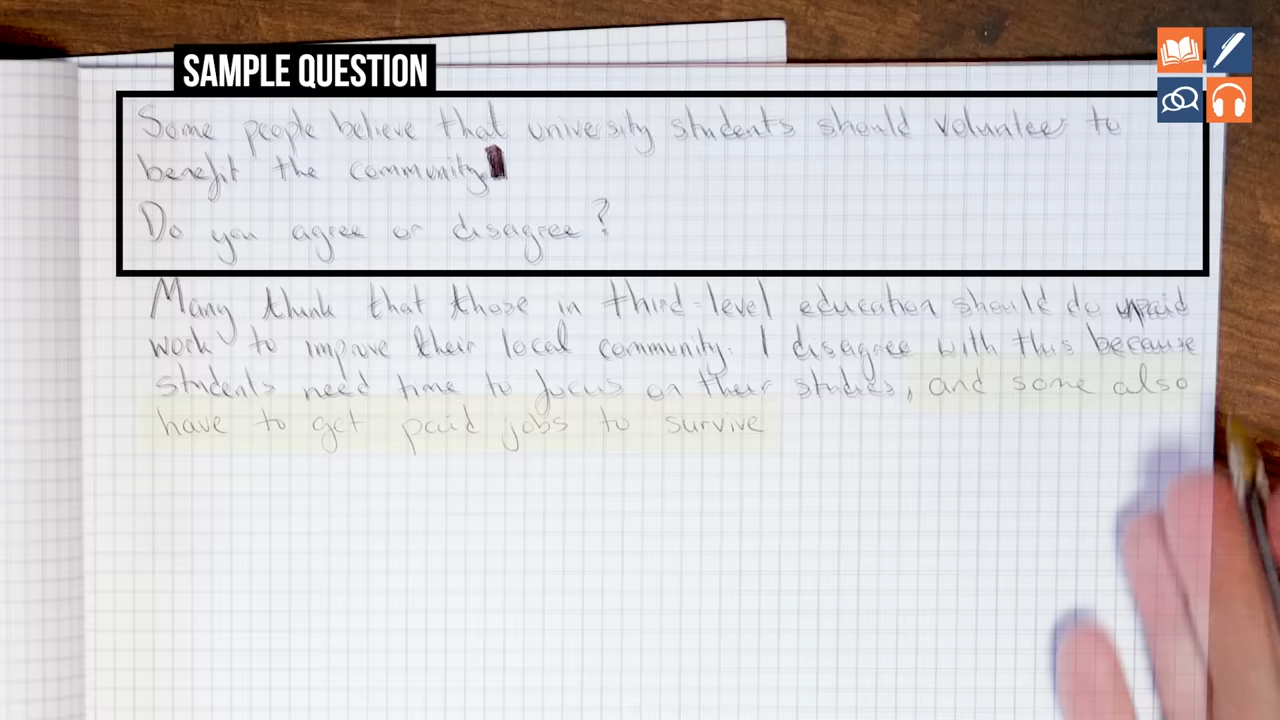 SAMPLE QUESTION
Some people believe that university students should volunteer to
benefit the community.
Do you agree or disagree?
Many think that those in third-level education should do unpaid
work to improve their local community. I disagree with this because
students need time to focus on their studies, and some also
have to get paid jobs to survive